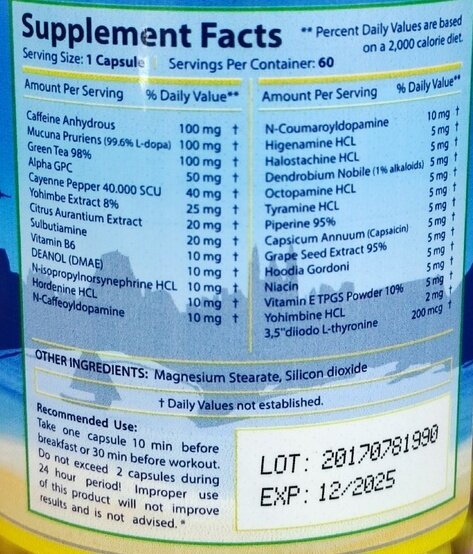 Supplement Facts
** Percent Daily Values are based
on a 2,000 calorie diet.
Serving Size: 1 Capsule Servings Per Container: 60
Amount Per Serving % Daily Value**
Caffeine Anhydrous 100 mg †
Mucuna Pruriens (99.6% L-dopa) 100 mg †
Green Tea 98% 100 mg †
Alpha GPC 50 mg †
Cayenne Pepper 40.000 SCU 40 mg †
Yohimbe Extract 8% 25 mg †
Citrus Aurantium Extract 20 mg †
Sulbutiamine 20 mg †
Vitamin B6 10 mg †
DEANOL (DMAE) 10 mg †
N-isopropylnorsynephrine HCL 10 mg †
Hordenine HCL 10 mg †
N-Caffeoyldopamine 10 mg †
Amount Per Serving % Daily Value**
N-Coumaroyldopamine 10 mg †
Higenamine HCL 5 mg †
Halostachine HCL 5 mg †
Dendrobium Nobile (1% alkaloids) 5 mg †
Octopamine HCL 5 mg †
Tyramine HCL 5 mg †
Piperine 95% 5 mg †
Capsicum Annuum (Capsaicin) 5 mg †
Grape Seed Extract 95% 5 mg †
Hoodia Gordoni 5 mg †
Niacin 5 mg †
Vitamin E TPGS Powder 10% 5 mg †
Yohimbine HCL 2 mg †
3,5"diiodo L-thyronine 200 mcg †
OTHER INGREDIENTS: Magnesium Stearate, Silicon dioxide
† Daily Values not established.
Recommended Use:
Take one capsule 10 min before
breakfast or 30 min before workout.
Do not exceed 2 capsules during
24 hour period! Improper use
of this product will not improve
results and is not advised. *
LOT: 20170781990
EXP: 12/2025